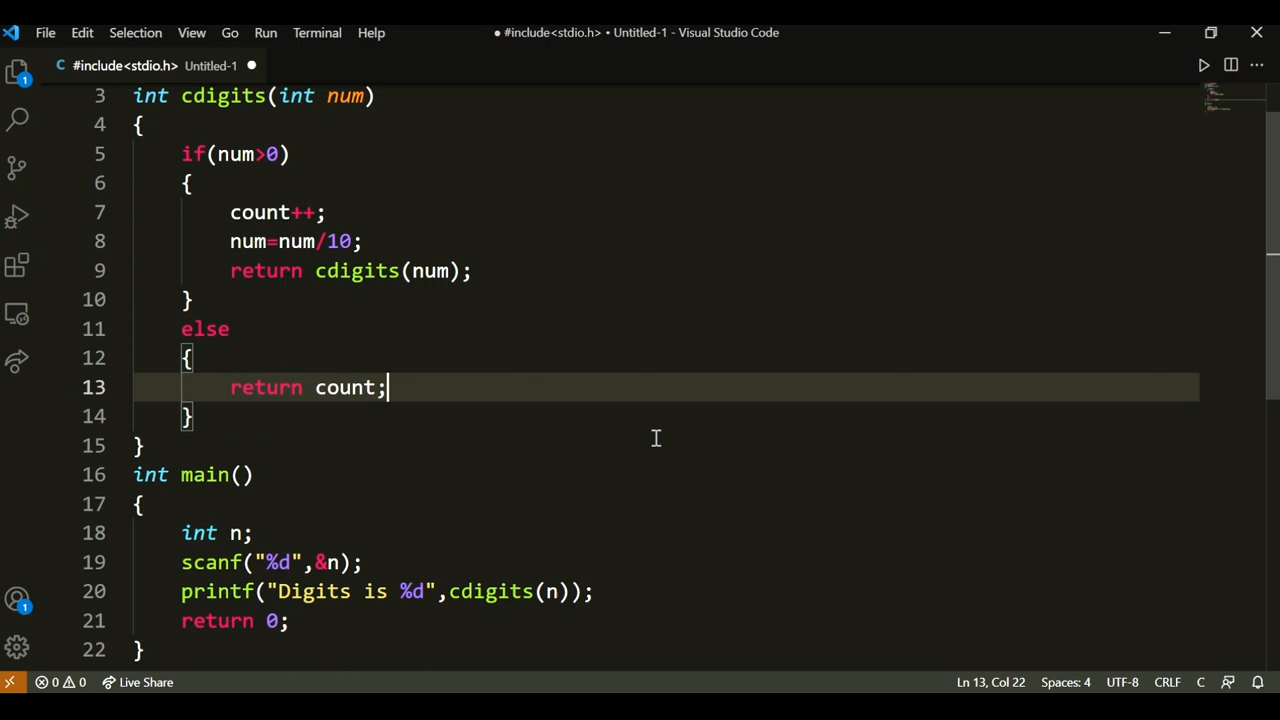 File Edit Selection View Go Run Terminal Help
● #include<stdio.h> • Untitled-1 - Visual Studio Code
C #include<stdio.h> Untitled-1 ●
3 int cdigits(int num)
4 {
5 if(num>0)
6 {
7 count++;
8 num=num/10;
9 return cdigits(num);
10 }
11 else
12 {
13 return count;
14 }
15 }
16 int main()
17 {
18 int n;
19 scanf("%d",&n);
20 printf("Digits is %d",cdigits(n));
21 return 0;
22 }
1
1
0 0 Live Share
Ln 13, Col 22 Spaces: 4 UTF-8 CRLF C